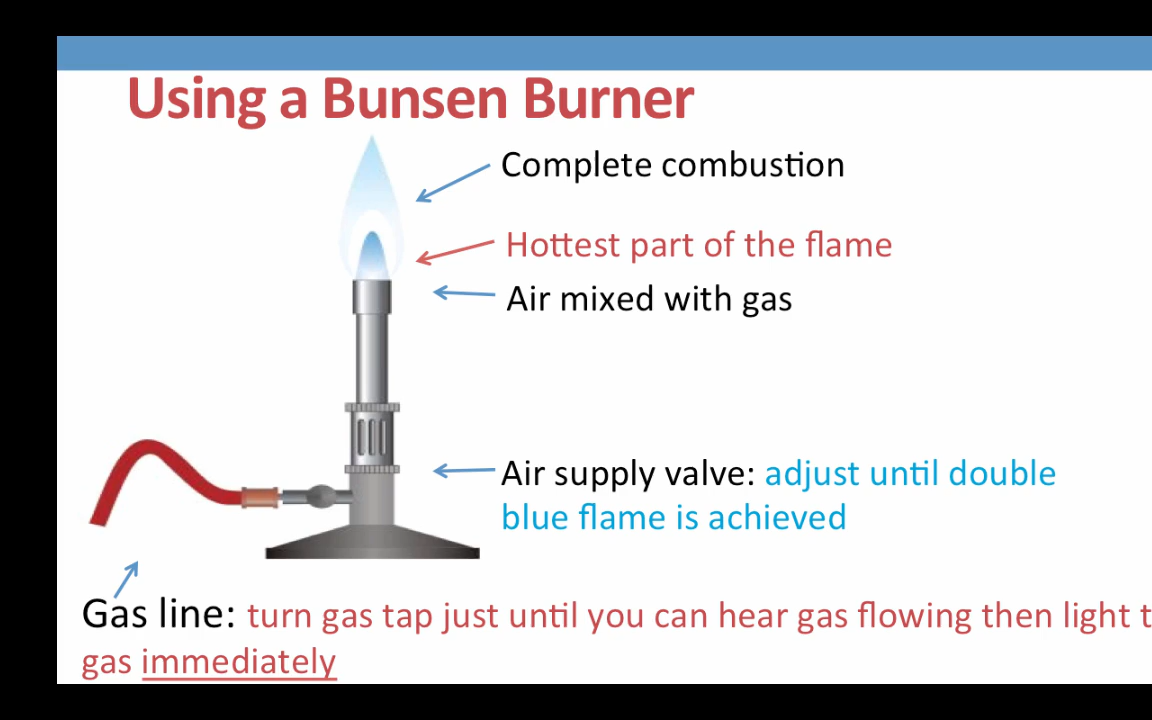 Using a Bunsen Burner
Complete combustion
Hottest part of the flame
Air mixed with gas
Air supply valve: adjust until double
blue flame is achieved
Gas line: turn gas tap just until you can hear gas flowing then light
gas immediately